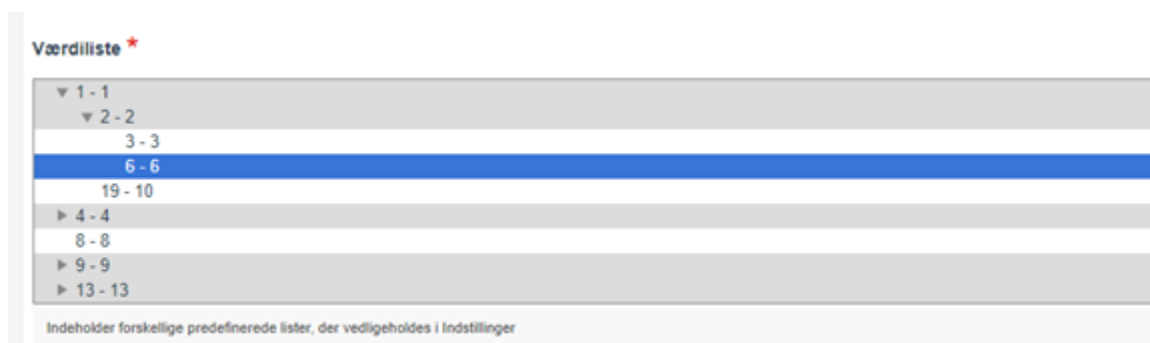 Værdiliste *
1 - 1
2 - 2
3 - 3
6 - 6
19 - 10
4 - 4
8 - 8
9 - 9
13 - 13
Indeholder forskellige predefinerede lister, der vedligeholdes i Indstillinger